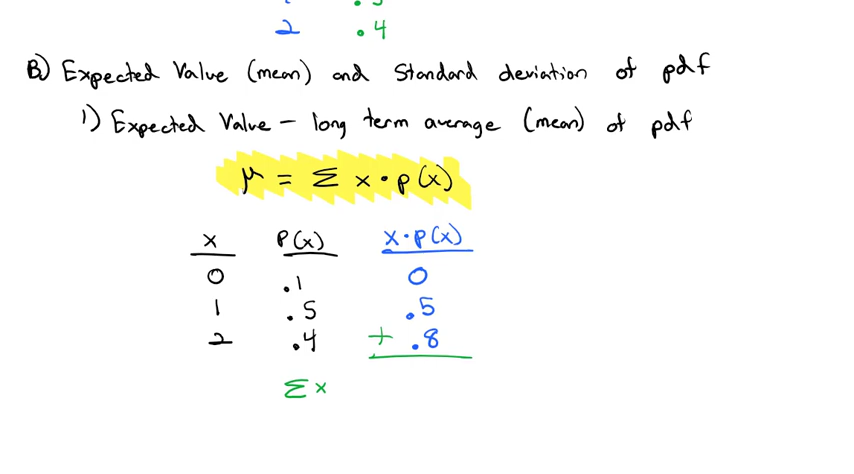 2 .4
B) Expected Value (mean) and Standard deviation of pdf
1) Expected Value – long term average (mean) of pdf
μ = Σ x · p(x)
x P(x) x · p(x)
0 .1 0
1 .5 .5
2 .4 + .8
Σ x